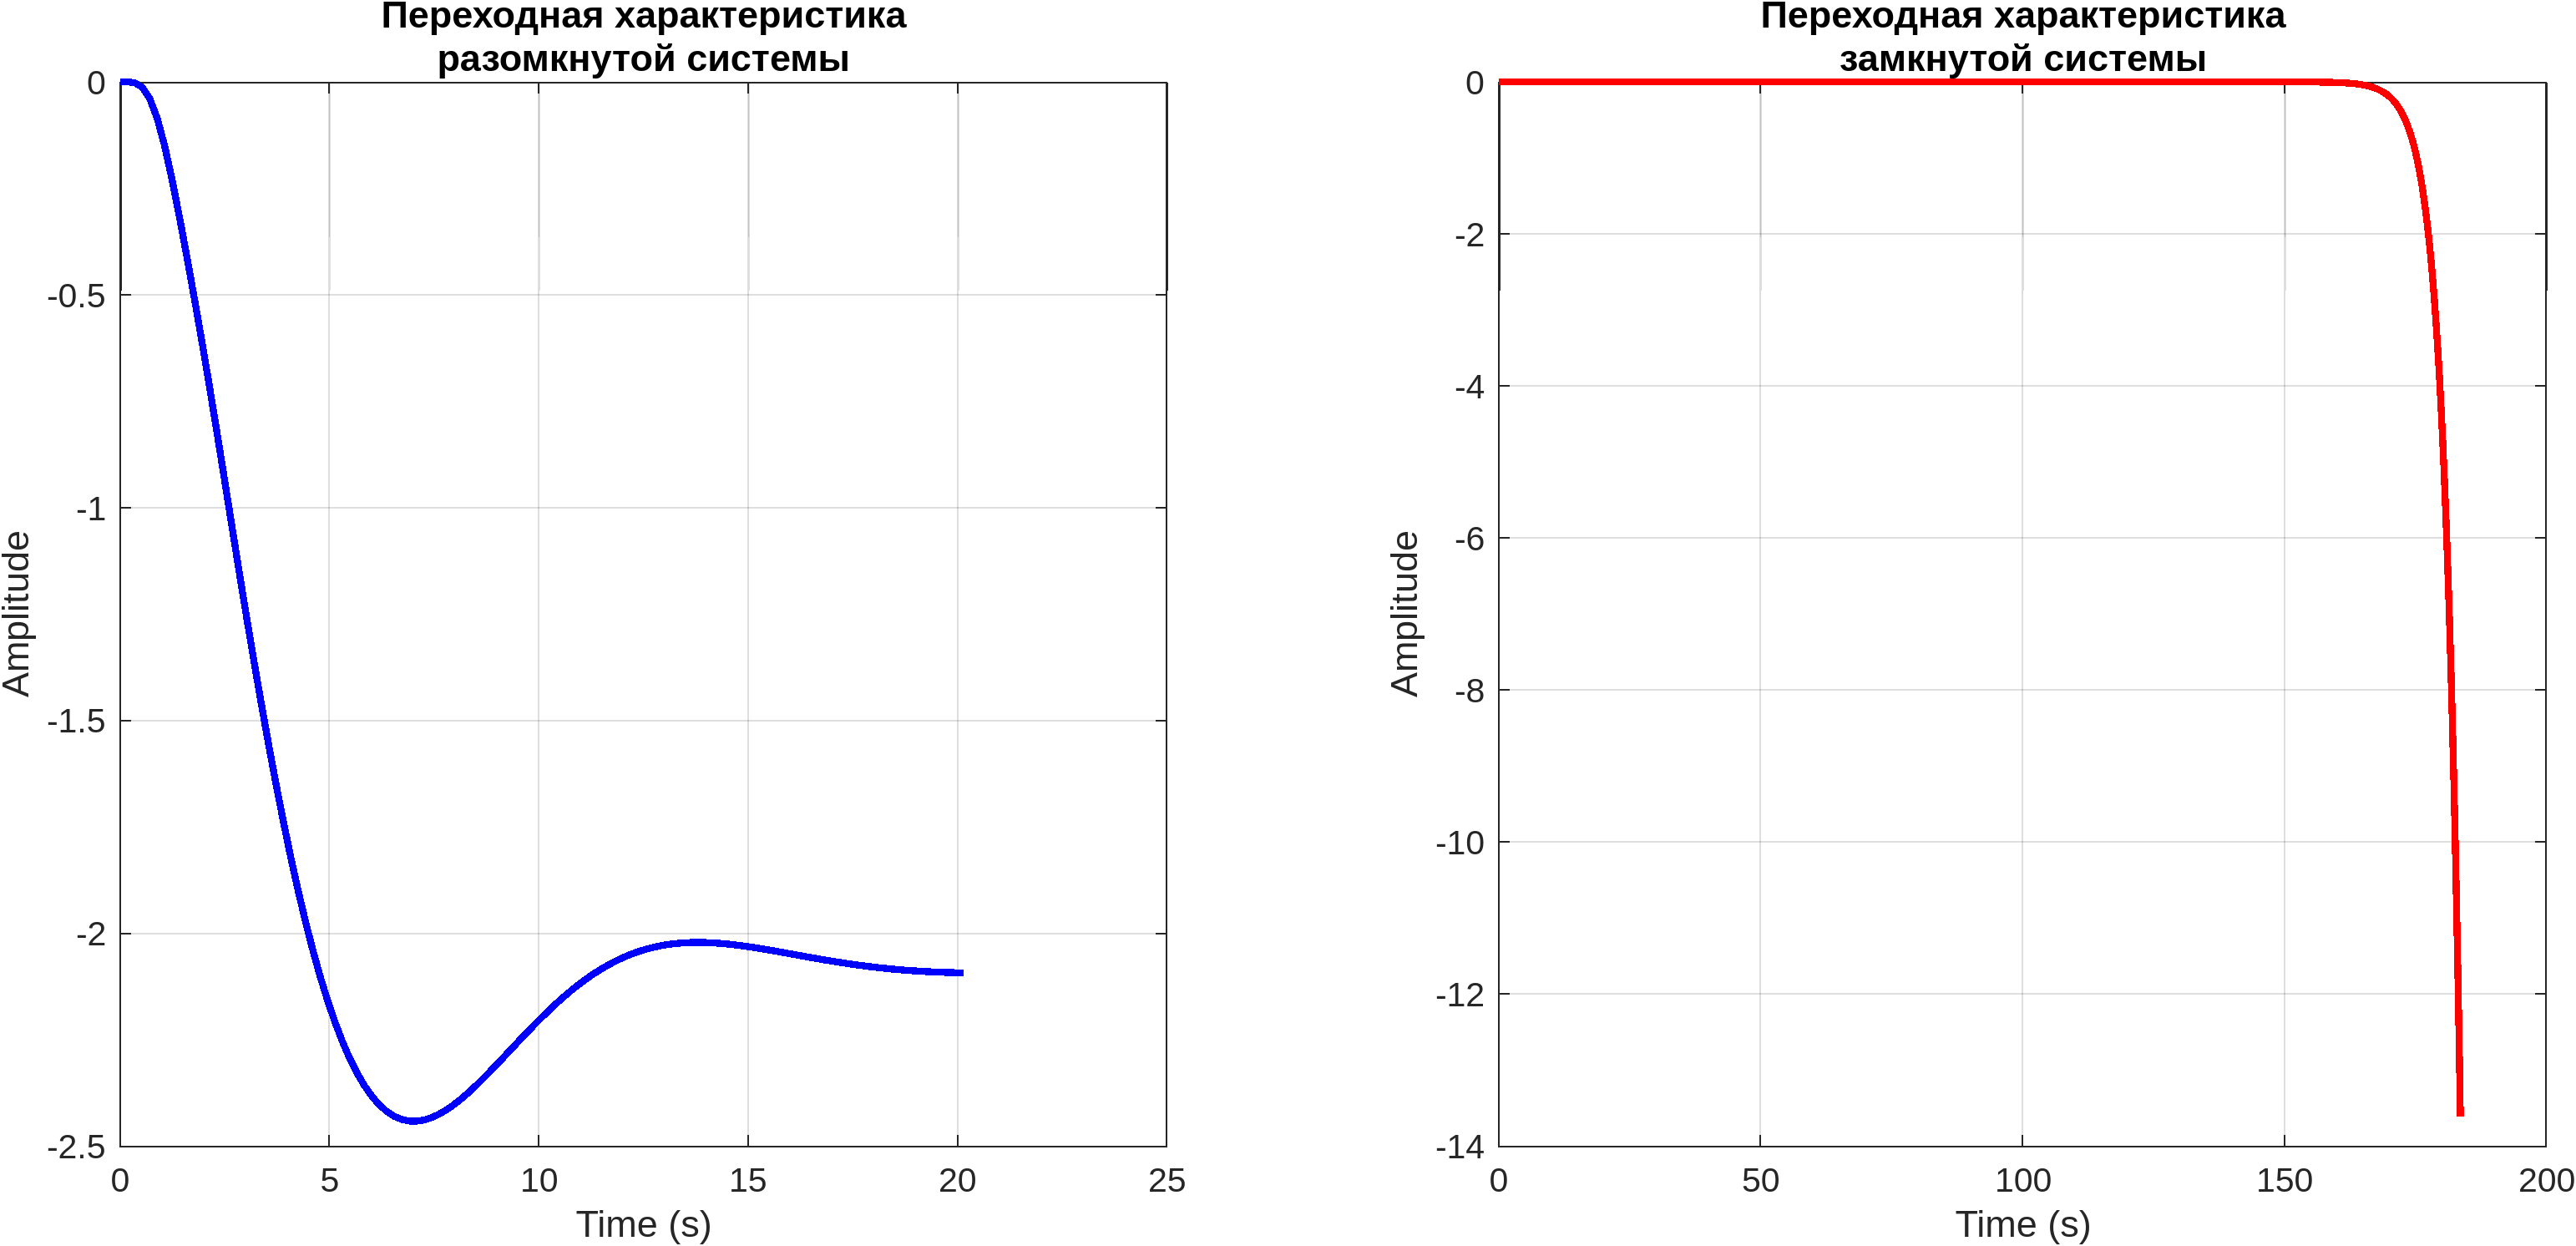 Переходная характеристика
разомкнутой системы
0
-0.5
-1
-1.5
-2
-2.5
Amplitude
0 5 10 15 20 25
Time (s)
Переходная характеристика
замкнутой системы
0
-2
-4
-6
-8
-10
-12
-14
Amplitude
0 50 100 150 200
Time (s)